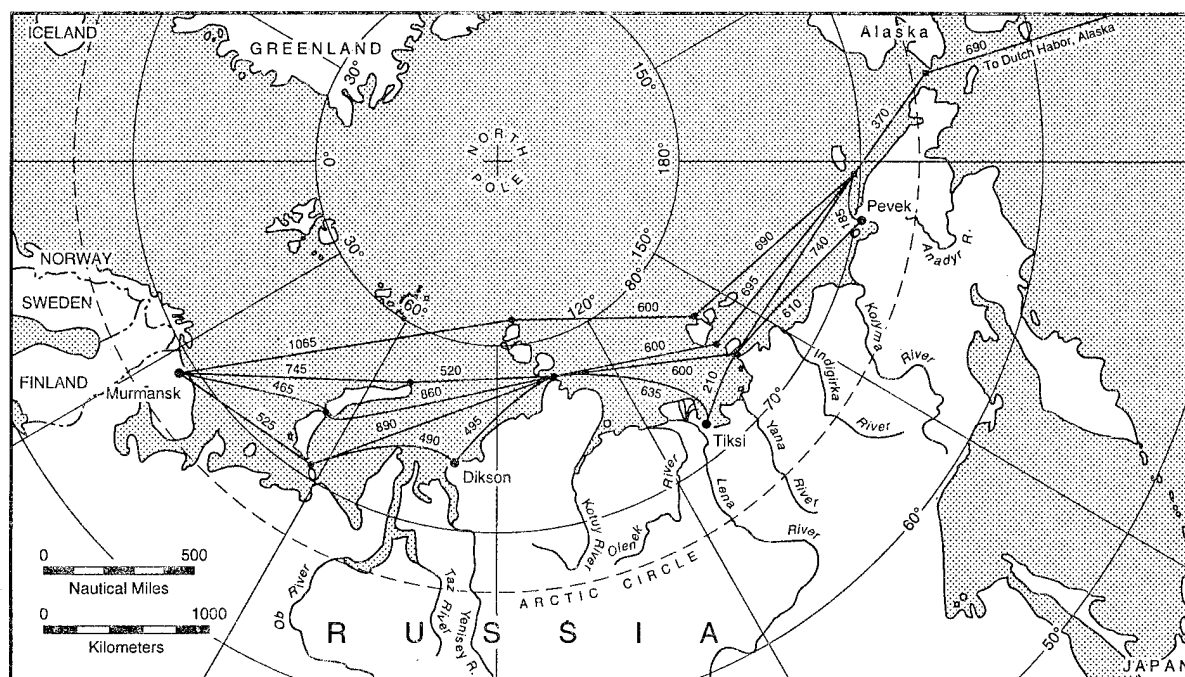 ICELAND
GREENLAND
30°
0°
NORTH
POLE
150°
180°
Alaska
690
To Dutch Habor, Alaska
370
785
Pevek
740
Anadyr R.
690
695
610
150°
80°
120°
600
30°
60°
NORWAY
SWEDEN
FINLAND
Murmansk
1065
745
465
525
520
860
890
490
495
600
600
635
210
70°
Kolyma
River
Indigirka
River
Dikson
Tiksi
Yana
River
Lena
River
River
Olenek
Kotuy River
ARCTIC CIRCLE
60°
50°
0 500
Nautical Miles
0 1000
Kilometers
Ob
River
Taz River
Yenisey R.
RUSSIA
JAPAN